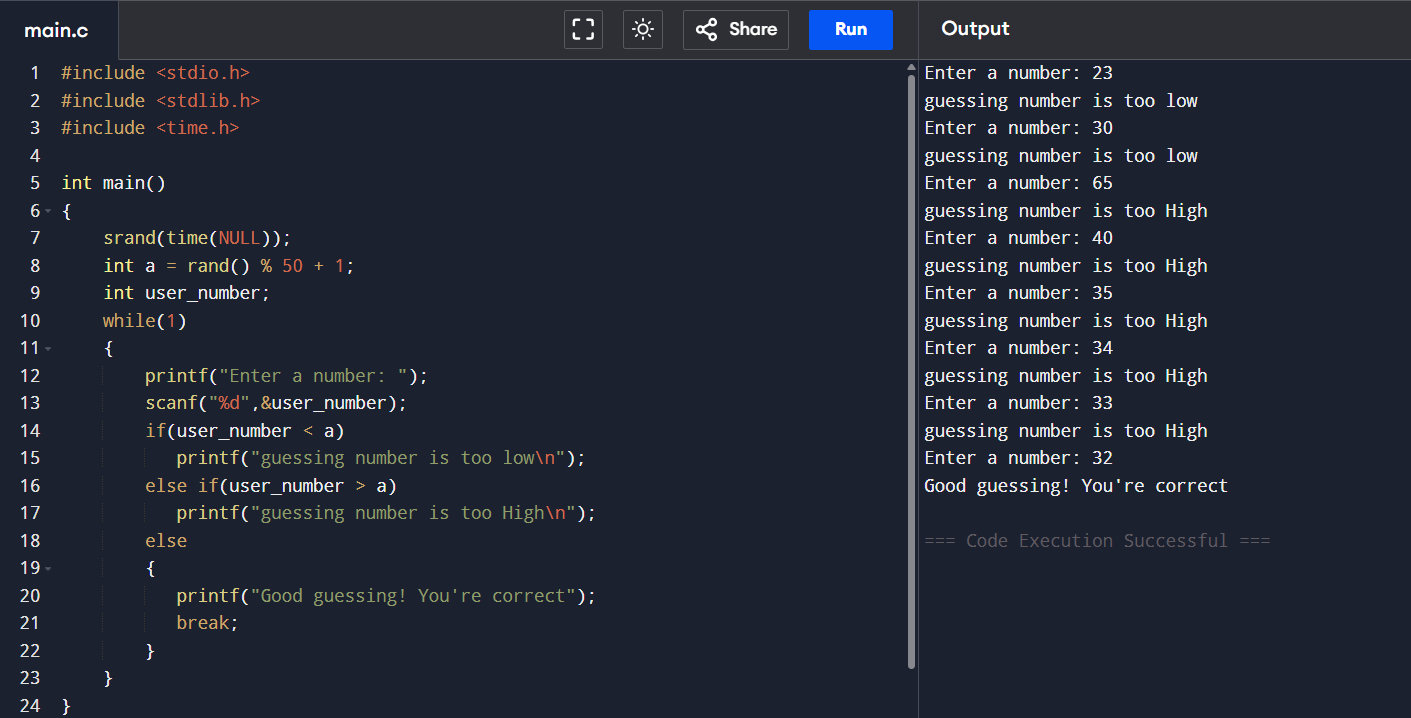 main.c
Share
Run
Output
1 #include <stdio.h>
2 #include <stdlib.h>
3 #include <time.h>
4
5 int main()
6 {
7     srand(time(NULL));
8     int a = rand() % 50 + 1;
9     int user_number;
10     while(1)
11     {
12         printf("Enter a number: ");
13         scanf("%d",&user_number);
14         if(user_number < a)
15            printf("guessing number is too low\n");
16         else if(user_number > a)
17            printf("guessing number is too High\n");
18         else
19         {
20            printf("Good guessing! You're correct");
21            break;
22         }
23     }
24 }
Enter a number: 23
guessing number is too low
Enter a number: 30
guessing number is too low
Enter a number: 65
guessing number is too High
Enter a number: 40
guessing number is too High
Enter a number: 35
guessing number is too High
Enter a number: 34
guessing number is too High
Enter a number: 33
guessing number is too High
Enter a number: 32
Good guessing! You're correct
=== Code Execution Successful ===